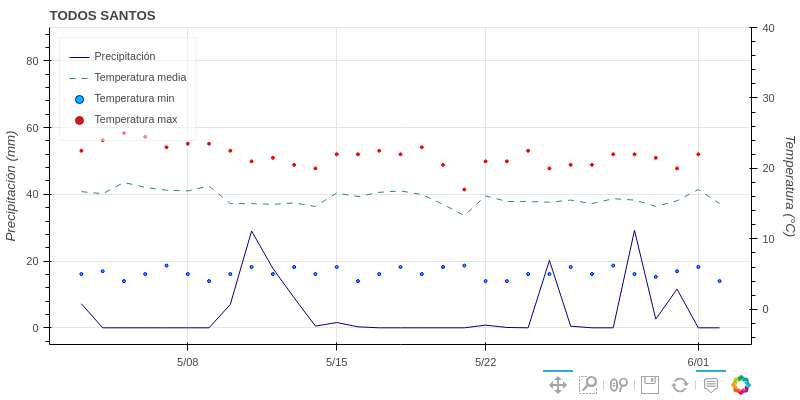 TODOS SANTOS
Precipitación
Temperatura media
Temperatura min
Temperatura max
Precipitación (mm)
80
60
40
20
0
40
30
20
10
0
Temperatura (°C)
5/08
5/15
5/22
6/01